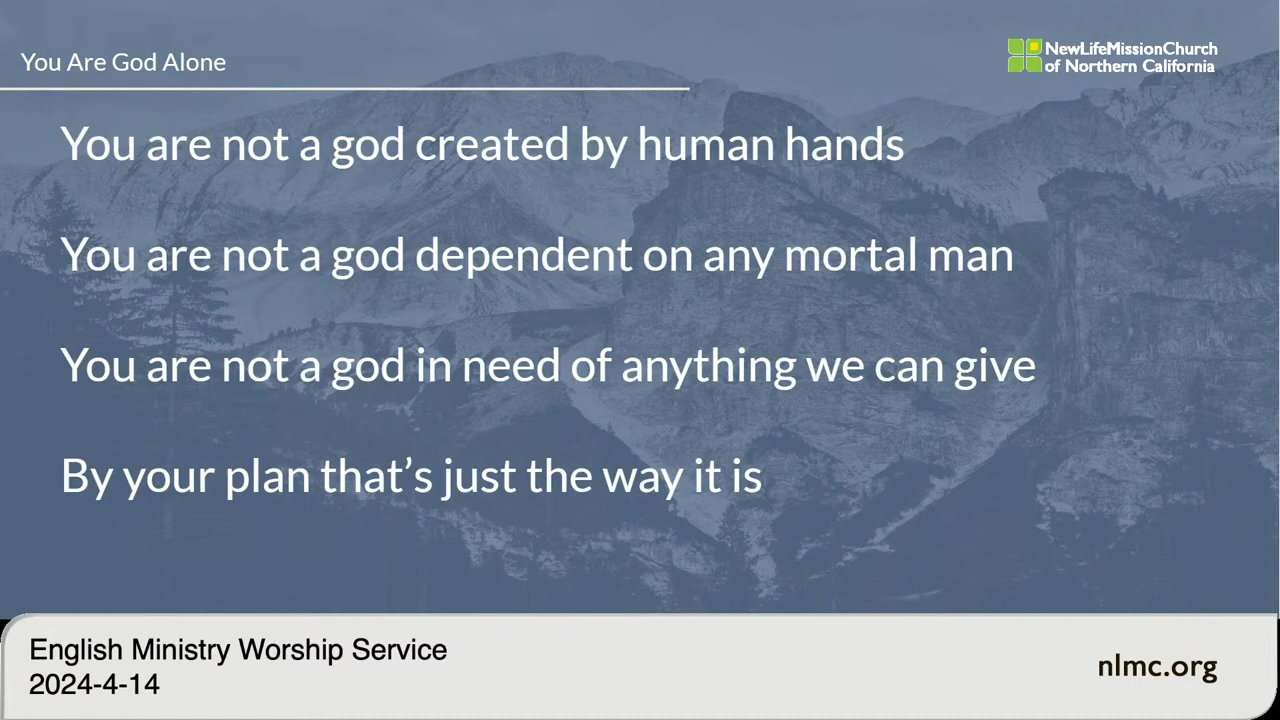 You Are God Alone
NewLifeMissionChurch
of Northern California
You are not a god created by human hands
You are not a god dependent on any mortal man
You are not a god in need of anything we can give
By your plan that’s just the way it is
English Ministry Worship Service
2024-4-14
nlmc.org